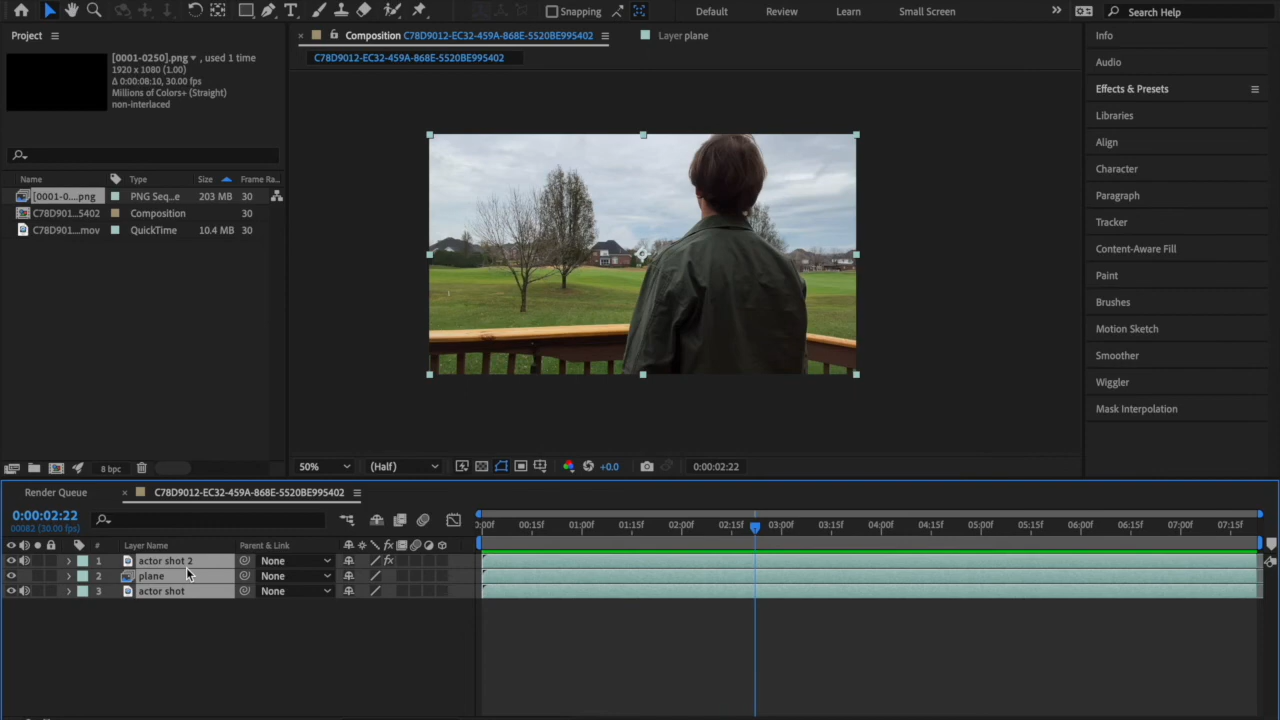 Snapping
Default
Review
Learn
Small Screen
Search Help
Project
Composition C78D9012-EC32-459A-868E-5520BE995402
Layer plane
C78D9012-EC32-459A-868E-5520BE995402
[0001-0250].png , used 1 time
1920 x 1080 (1.00)
Δ 0:00:08:10, 30.00 fps
Millions of Colors+ (Straight)
non-interlaced
Name Type Size Frame Ra..
[0001-0....png PNG Seq...e 203 MB 30
C78D901...5402 Composition 30
C78D901....mov QuickTime 10.4 MB 30
8 bpc
50% (Half) +0.0 0:00:02:22
Info
Audio
Effects & Presets
Libraries
Align
Character
Paragraph
Tracker
Content-Aware Fill
Paint
Brushes
Motion Sketch
Smoother
Wiggler
Mask Interpolation
Render Queue
C78D9012-EC32-459A-868E-5520BE995402
0:00:02:22
00082 (30.00 fps)
:00f 00:15f 01:00f 01:15f 02:00f 02:15f 03:00f 03:15f 04:00f 04:15f 05:00f 05:15f 06:00f 06:15f 07:00f 07:15f
# Layer Name Parent & Link fx
1 actor shot 2 None fx
2 plane None
3 actor shot None